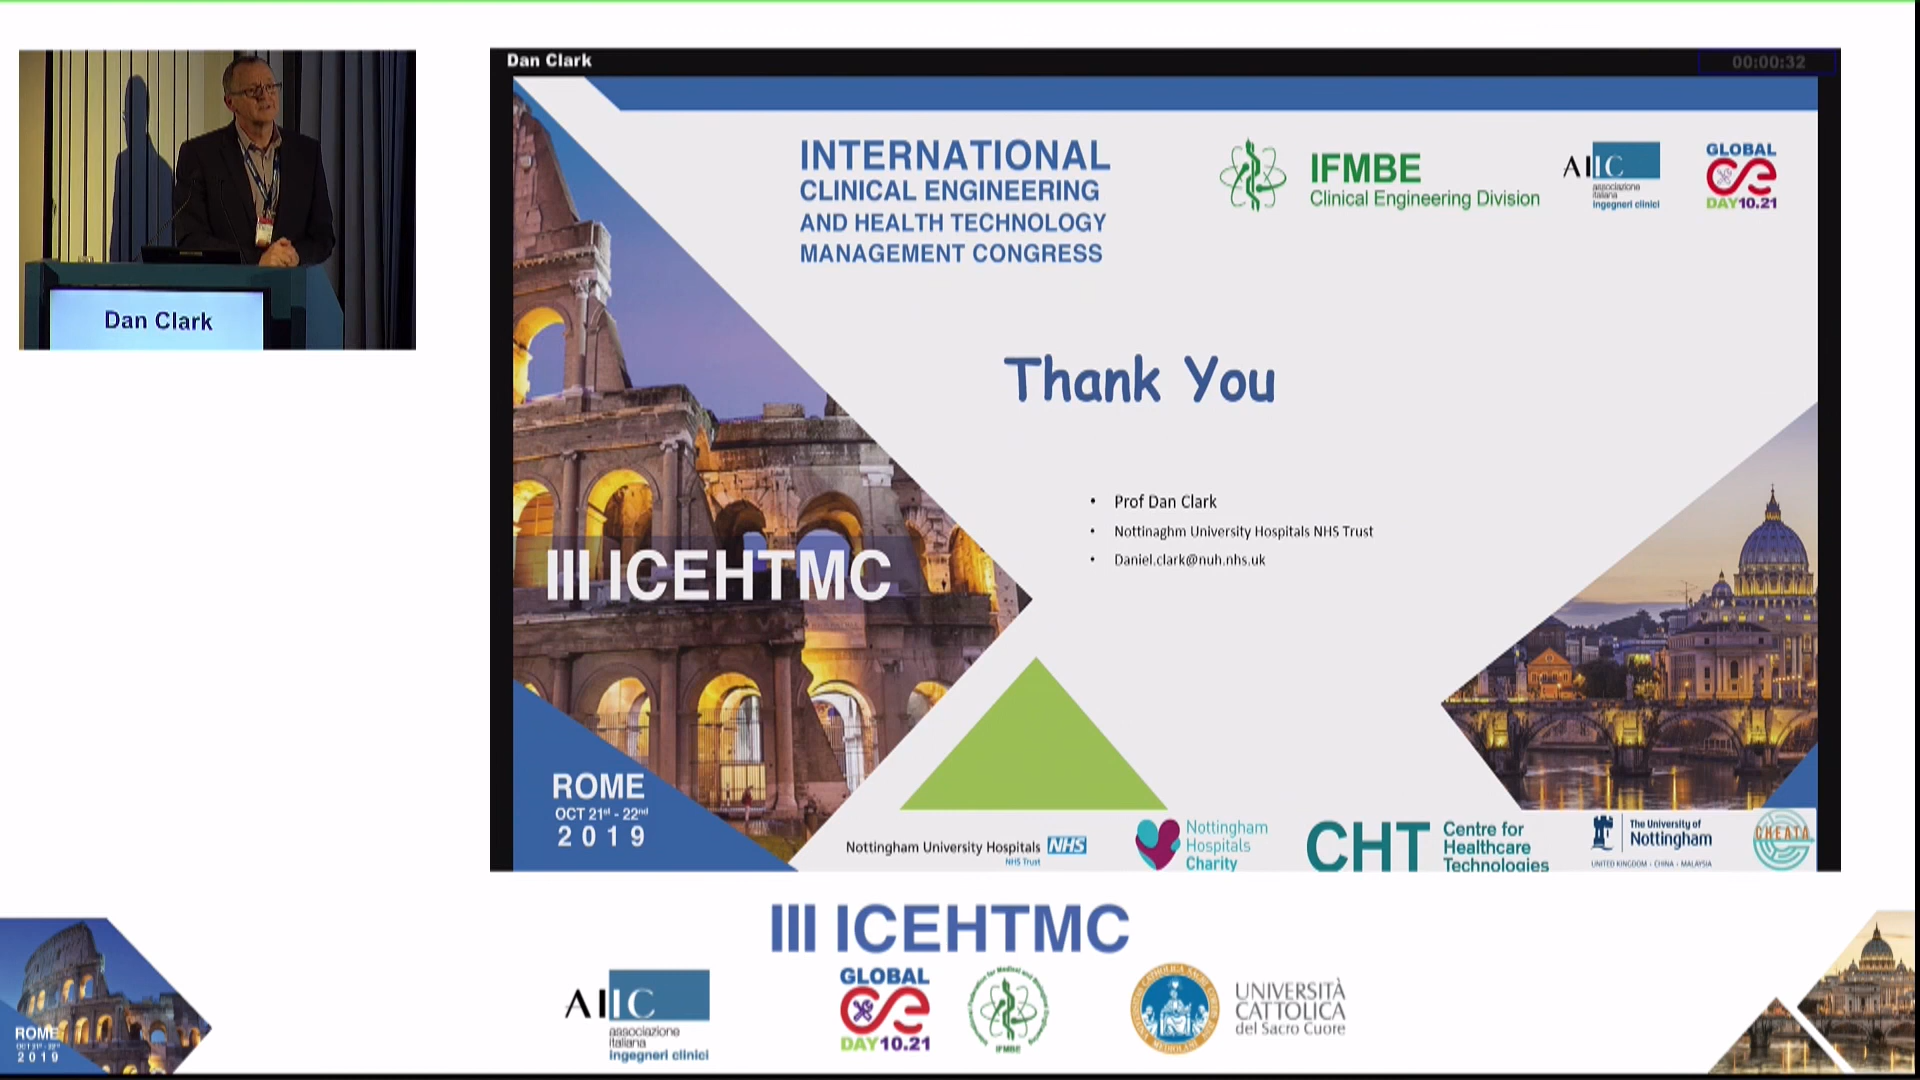 Dan Clark
Dan Clark
00:00:32
INTERNATIONAL
CLINICAL ENGINEERING
AND HEALTH TECHNOLOGY
MANAGEMENT CONGRESS
IFMBE
Clinical Engineering Division
AIIC
associazione
italiana
ingegneri clinici
GLOBAL
CE
DAY10.21
Thank You
• Prof Dan Clark
• Nottinaghm University Hospitals NHS Trust
• Daniel.clark@nuh.nhs.uk
III ICEHTMC
ROME
OCT 21st - 22nd
2019
Nottingham University Hospitals NHS
NHS Trust
Nottingham
Hospitals
Charity
CHT
Centre for
Healthcare
Technologies
The University of
Nottingham
UNITED KINGDOM · CHINA · MALAYSIA
CHEATA
III ICEHTMC
ROME
OCT 21st - 22nd
2019
AIIC
associazione
italiana
ingegneri clinici
GLOBAL
CE
DAY10.21
IFMBE
UNIVERSITÀ
CATTOLICA
del Sacro Cuore